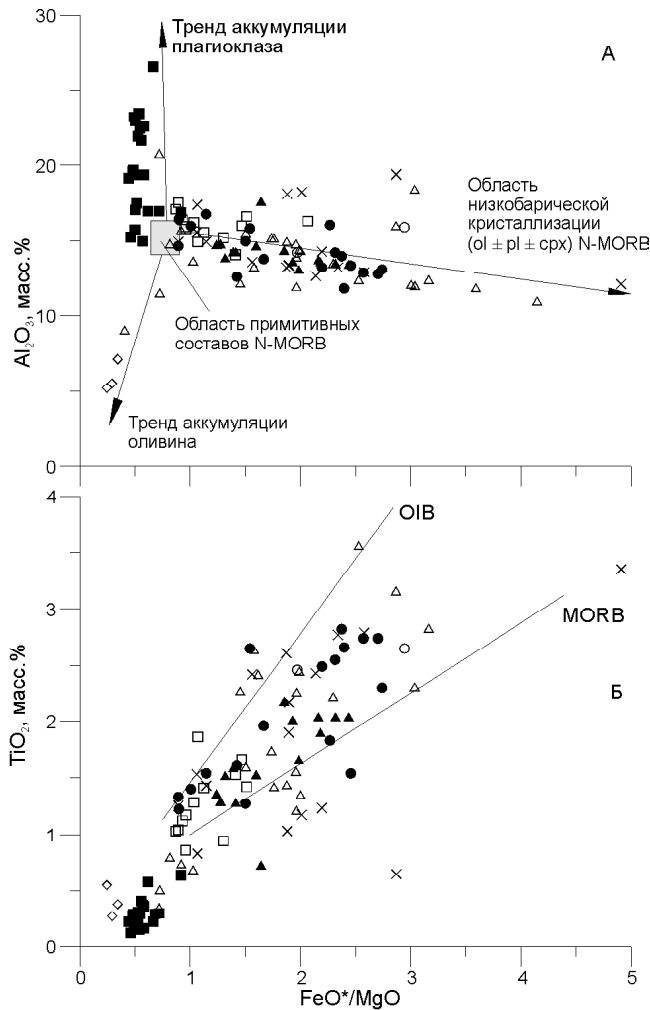 30
20
10
0
Al₂O₃, масс. %
Тренд аккумуляции
плагиоклаза
А
Область
низкобарической
кристаллизации
(ol ± pl ± cpx) N-MORB
Область примитивных
составов N-MORB
Тренд аккумуляции
оливина
4
3
2
1
0
TiO₂, масс. %
OIB
MORB
Б
0
1
2
3
4
5
FeO*/MgO